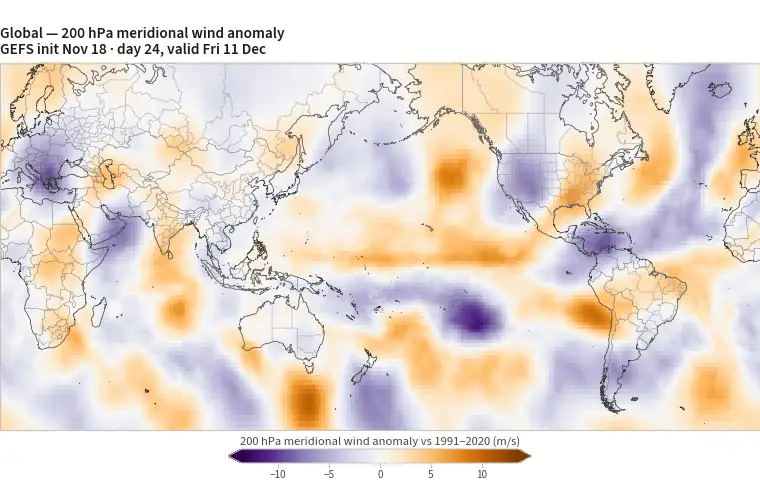 Global — 200 hPa meridional wind anomaly
GEFS init Nov 18 · day 24, valid Fri 11 Dec
200 hPa meridional wind anomaly vs 1991–2020 (m/s)
−10 −5 0 5 10